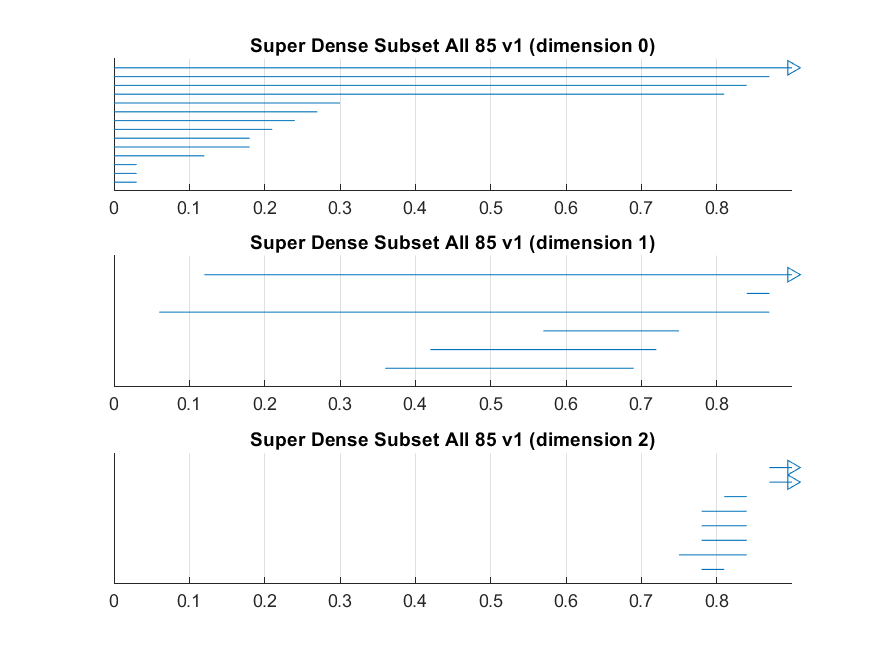 Super Dense Subset All 85 v1 (dimension 0)
0 0.1 0.2 0.3 0.4 0.5 0.6 0.7 0.8
Super Dense Subset All 85 v1 (dimension 1)
0 0.1 0.2 0.3 0.4 0.5 0.6 0.7 0.8
Super Dense Subset All 85 v1 (dimension 2)
0 0.1 0.2 0.3 0.4 0.5 0.6 0.7 0.8